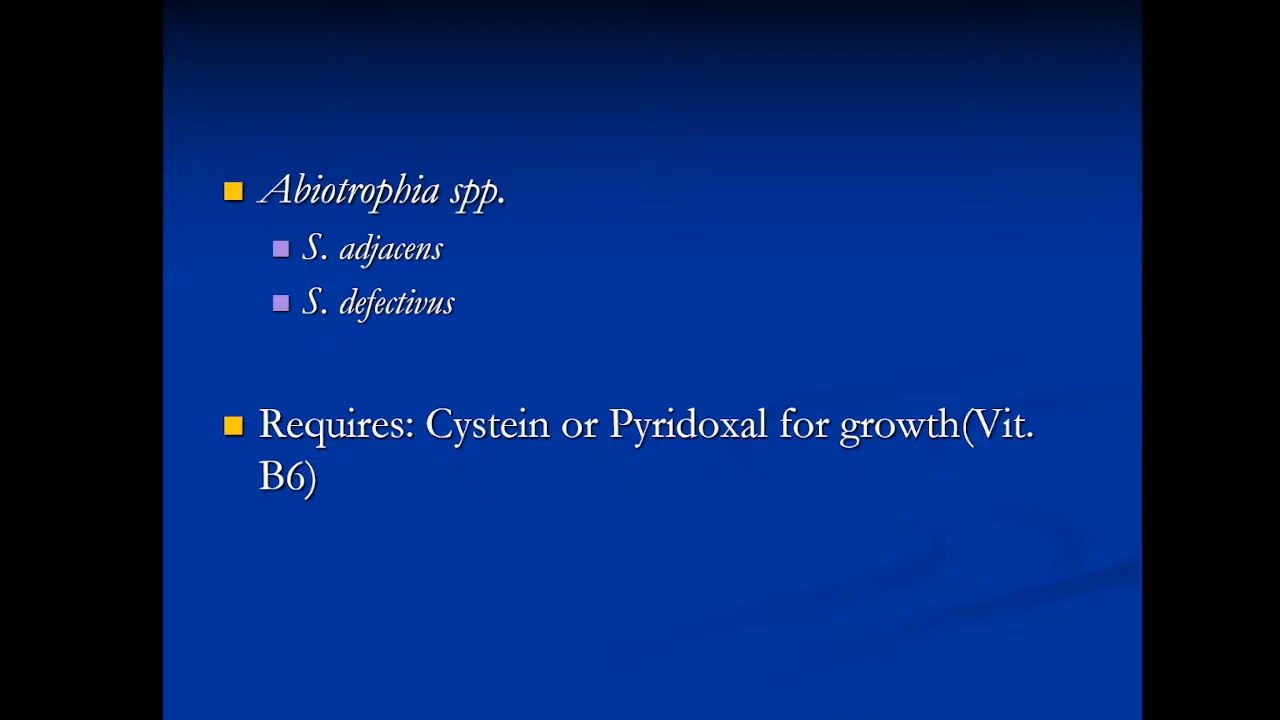 Abiotrophia spp.
S. adjacens
S. defectivus
Requires: Cystein or Pyridoxal for growth(Vit.
B6)